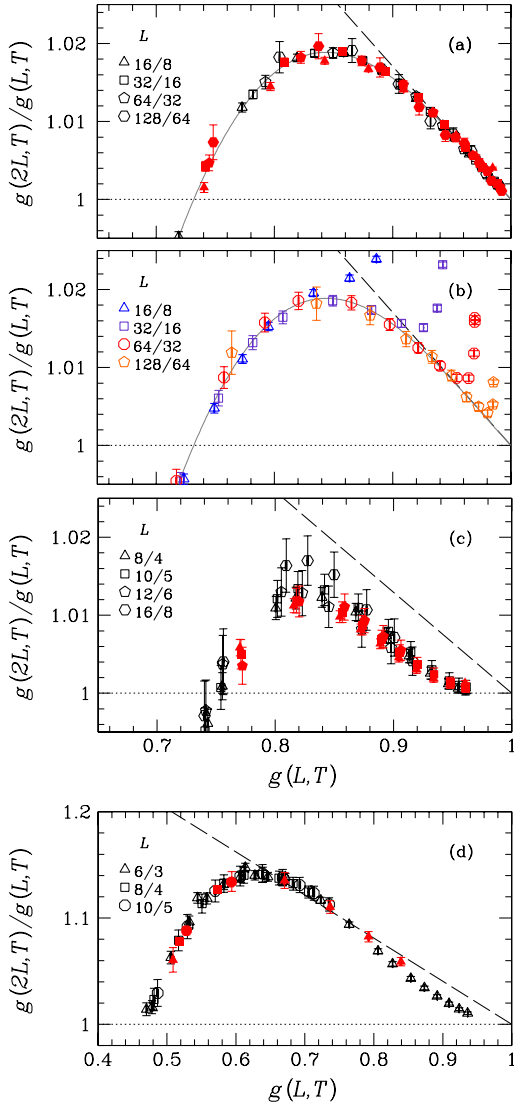 1.02
1.01
1
g(2L,T)/g(L,T)
(a)
L
16/8
32/16
64/32
128/64
1.02
1.01
1
g(2L,T)/g(L,T)
(b)
L
16/8
32/16
64/32
128/64
1.02
1.01
1
g(2L,T)/g(L,T)
(c)
L
8/4
10/5
12/6
16/8
0.7 0.8 0.9 1
g(L,T)
1.2
1.1
1
g(2L,T)/g(L,T)
(d)
L
6/3
8/4
10/5
0.4 0.5 0.6 0.7 0.8 0.9 1
g(L,T)